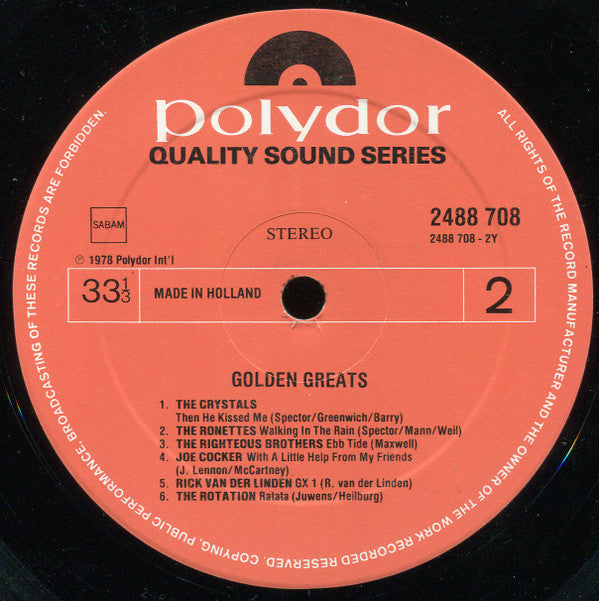 polydor
QUALITY SOUND SERIES
SABAM
STEREO
2488 708
2488 708 - 2Y
℗ 1978 Polydor Int'l
33 1/3
MADE IN HOLLAND
2
GOLDEN GREATS
1. THE CRYSTALS
Then He Kissed Me (Spector/Greenwich/Barry)
2. THE RONETTES Walking In The Rain (Spector/Mann/Weil)
3. THE RIGHTEOUS BROTHERS Ebb Tide (Maxwell)
4. JOE COCKER With A Little Help From My Friends
(J. Lennon/McCartney)
5. RICK VAN DER LINDEN GX 1 (R. van der Linden)
6. THE ROTATION Ratata (Juwens/Heilburg)
ALL RIGHTS OF THE RECORD MANUFACTURER AND THE OWNER OF THE WORK RECORDED RESERVED. COPYING, PUBLIC PERFORMANCE, BROADCASTING OF THESE RECORDS ARE FORBIDDEN.